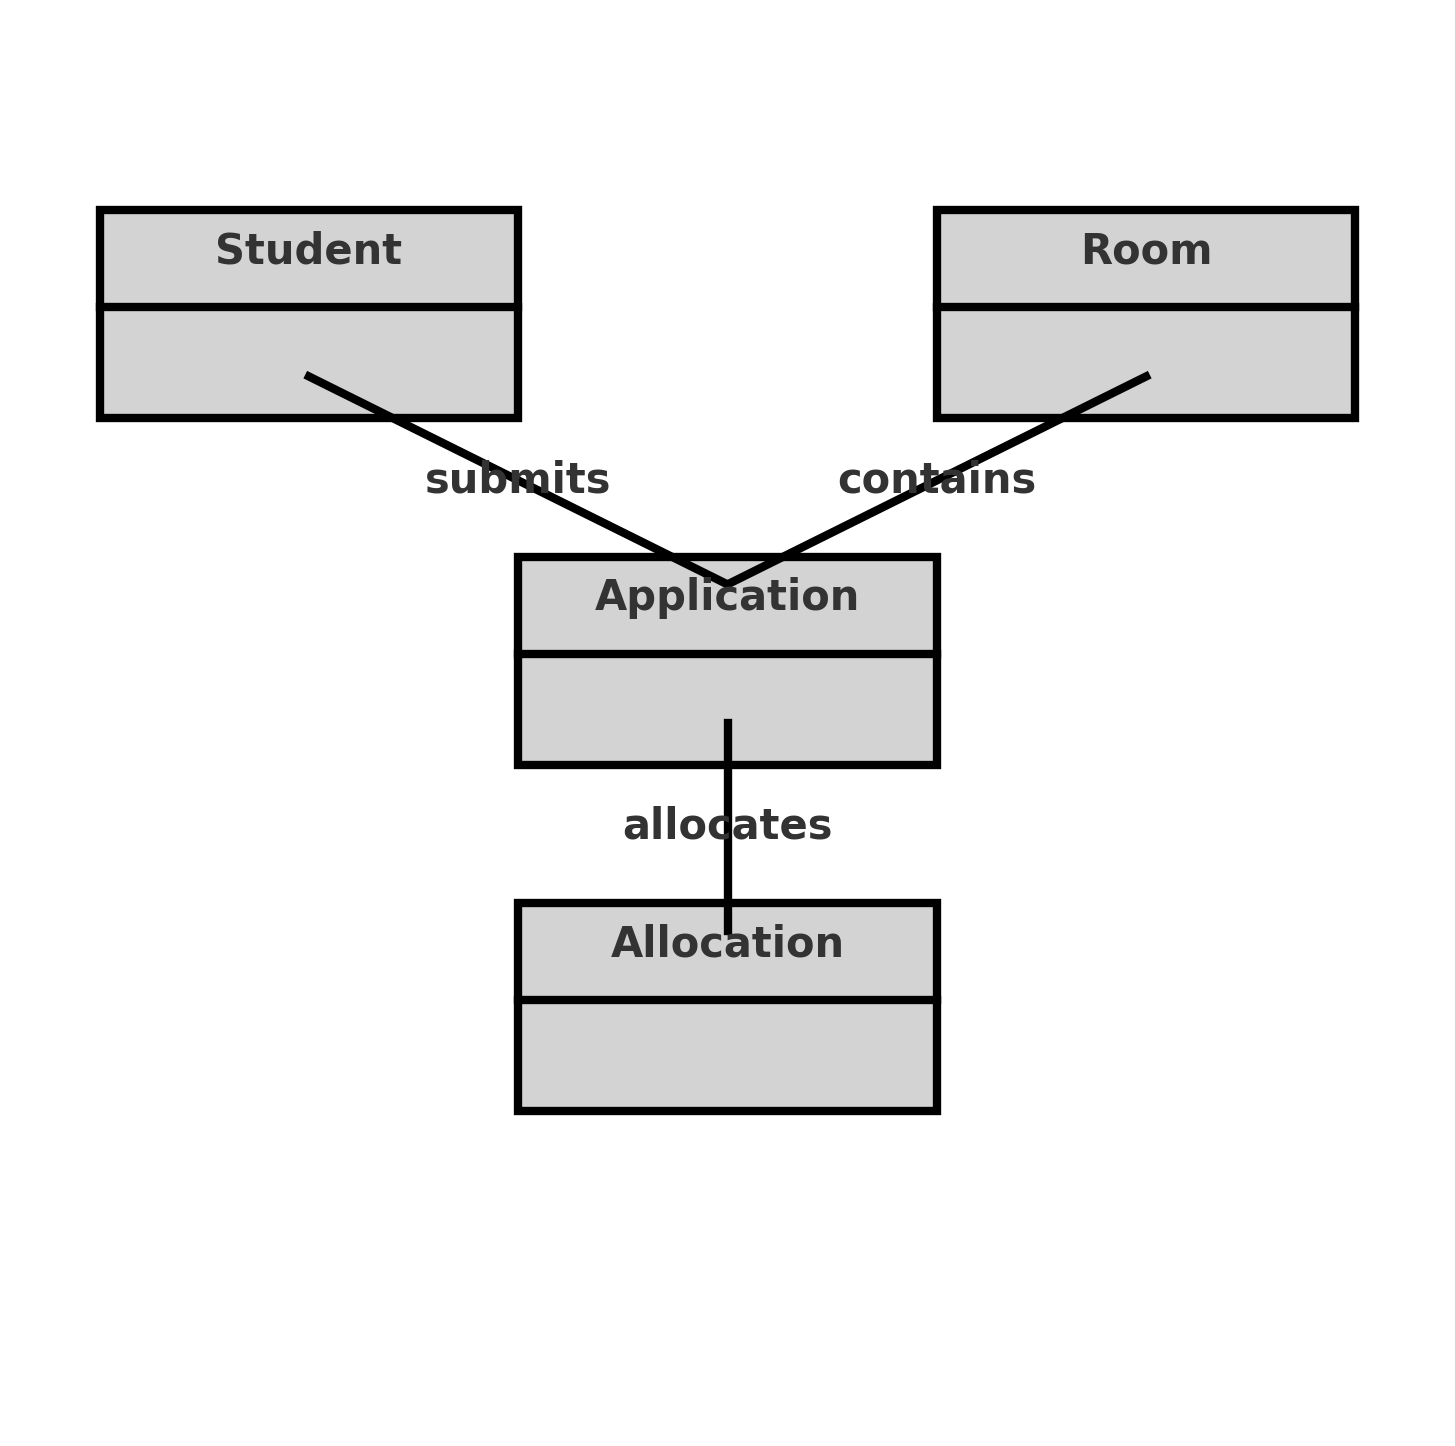 Student
Room
submits
contains
Application
allocates
Allocation